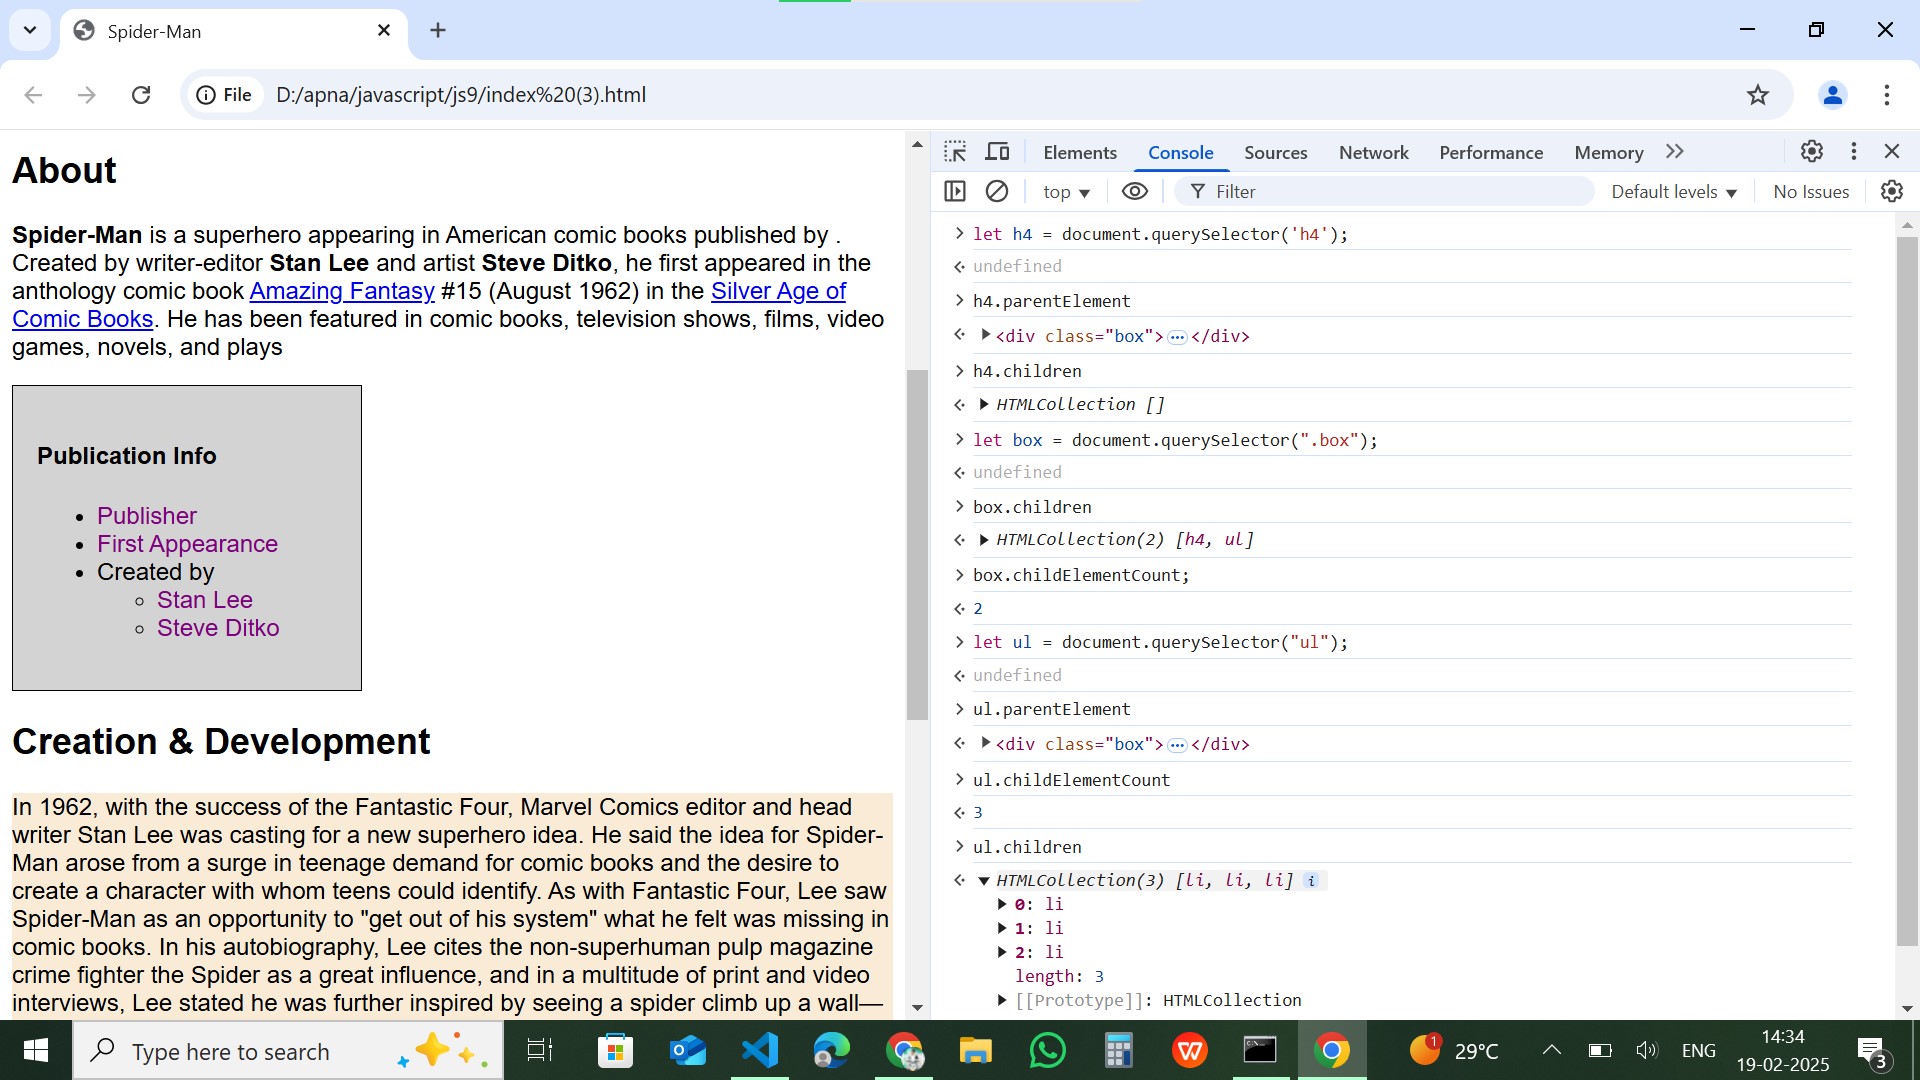 Spider-Man
File
D:/apna/javascript/js9/index%20(3).html
About
Spider-Man is a superhero appearing in American comic books published by .
Created by writer-editor Stan Lee and artist Steve Ditko, he first appeared in the
anthology comic book Amazing Fantasy #15 (August 1962) in the Silver Age of
Comic Books. He has been featured in comic books, television shows, films, video
games, novels, and plays
Publication Info
Publisher
First Appearance
Created by
Stan Lee
Steve Ditko
Creation & Development
In 1962, with the success of the Fantastic Four, Marvel Comics editor and head
writer Stan Lee was casting for a new superhero idea. He said the idea for Spider-
Man arose from a surge in teenage demand for comic books and the desire to
create a character with whom teens could identify. As with Fantastic Four, Lee saw
Spider-Man as an opportunity to "get out of his system" what he felt was missing in
comic books. In his autobiography, Lee cites the non-superhuman pulp magazine
crime fighter the Spider as a great influence, and in a multitude of print and video
interviews, Lee stated he was further inspired by seeing a spider climb up a wall—
Elements Console Sources Network Performance Memory
top Filter Default levels No Issues
let h4 = document.querySelector('h4');
undefined
h4.parentElement
<div class="box">…</div>
h4.children
HTMLCollection []
let box = document.querySelector(".box");
undefined
box.children
HTMLCollection(2) [h4, ul]
box.childElementCount;
2
let ul = document.querySelector("ul");
undefined
ul.parentElement
<div class="box">…</div>
ul.childElementCount
3
ul.children
HTMLCollection(3) [li, li, li] i
0: li
1: li
2: li
length: 3
[[Prototype]]: HTMLCollection
Type here to search
1
29°C
ENG
14:34
19-02-2025
3